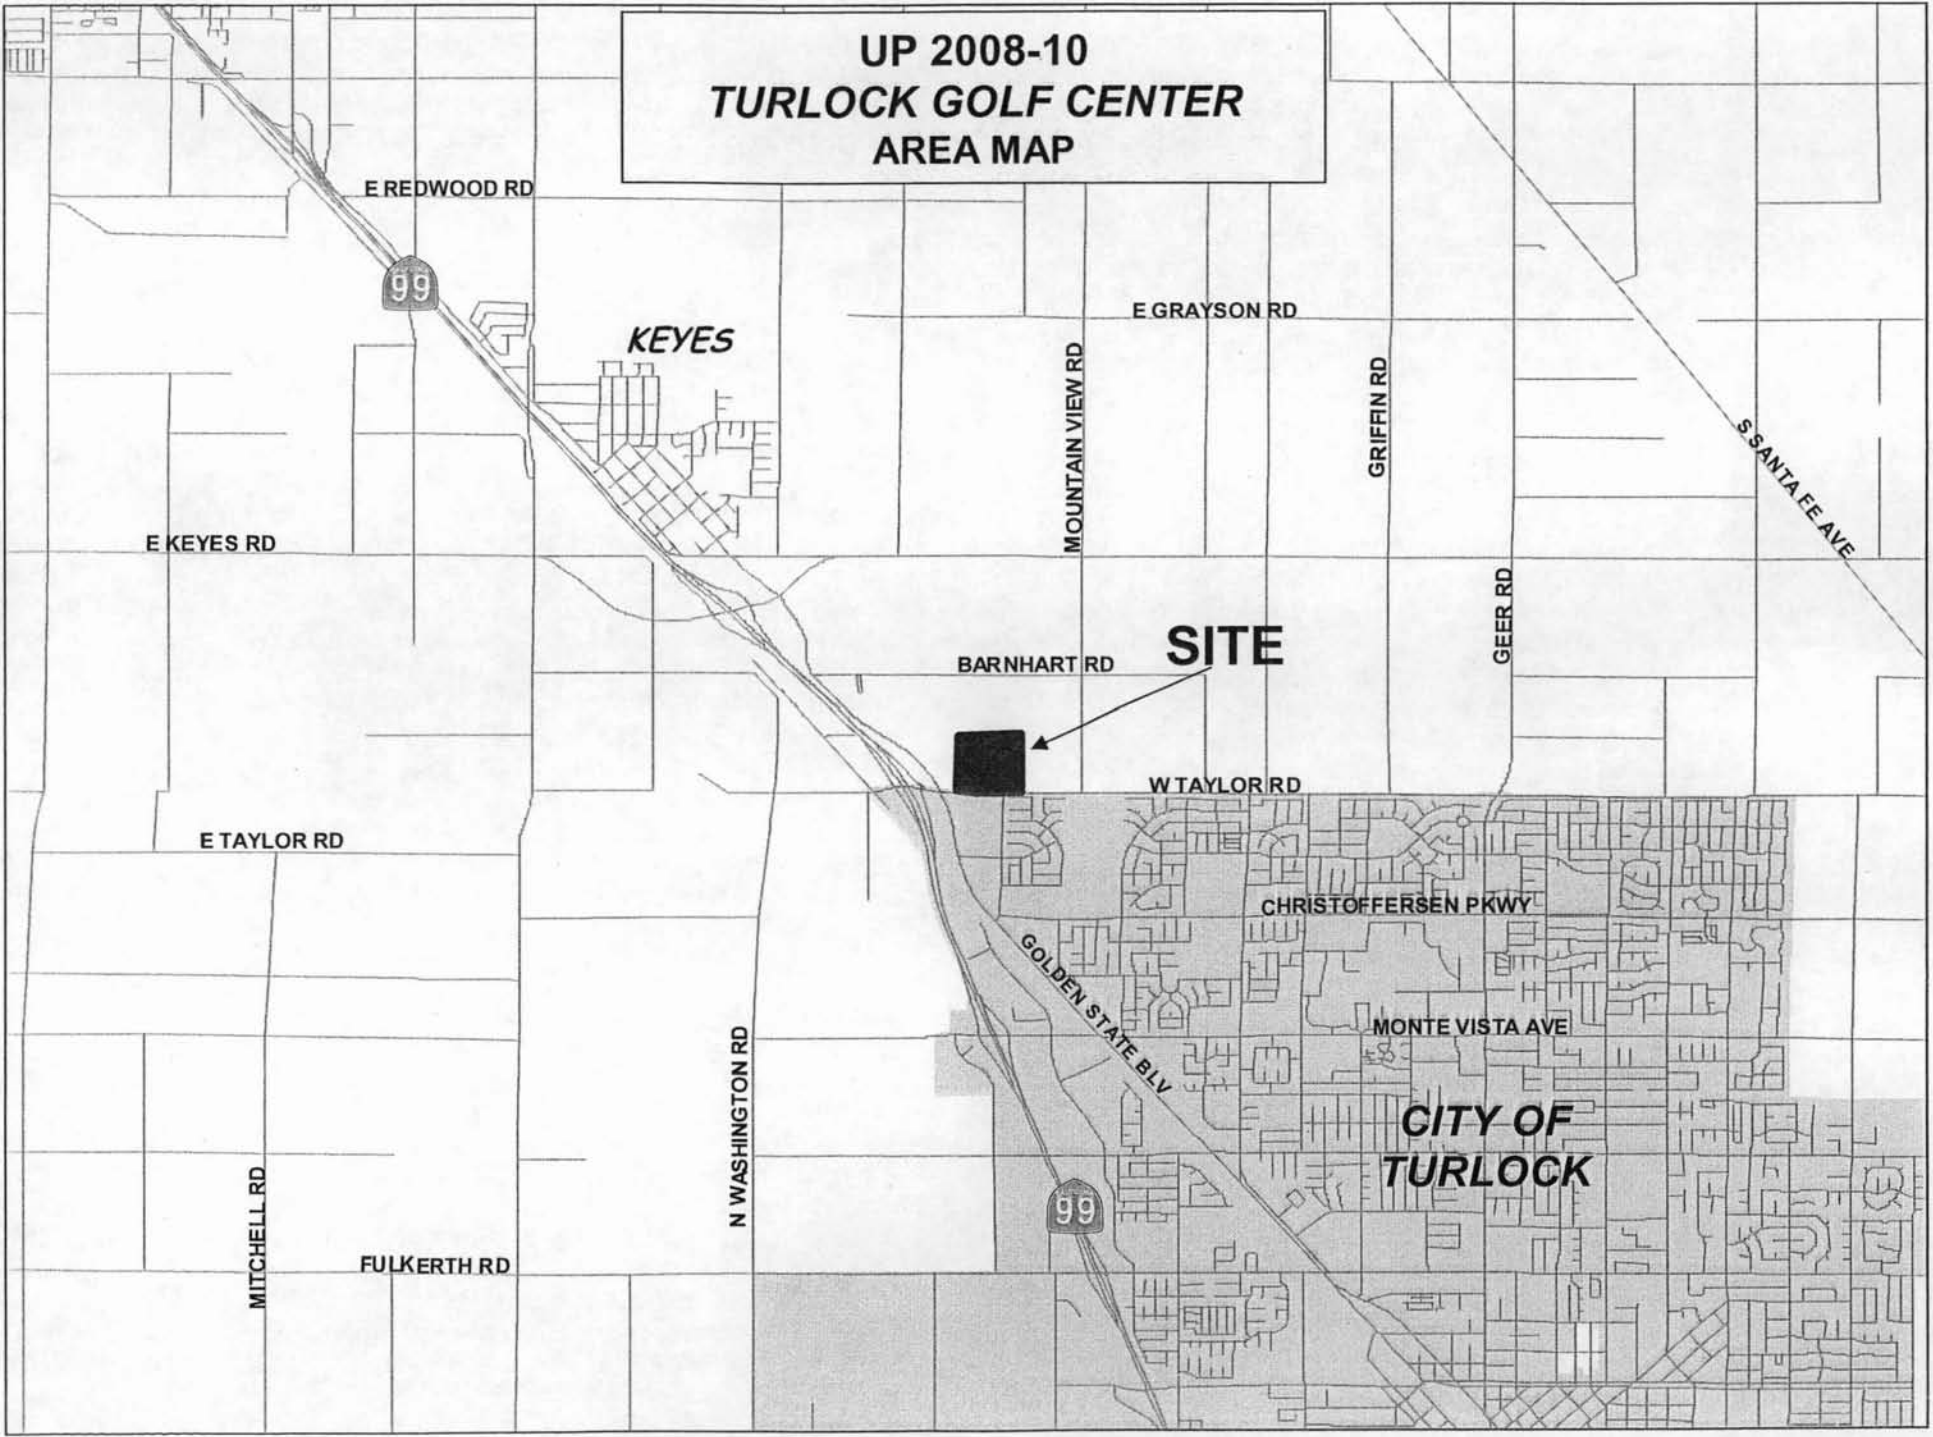 UP 2008-10
TURLOCK GOLF CENTER
AREA MAP
E REDWOOD RD
99
KEYES
E GRAYSON RD
MOUNTAIN VIEW RD
GRIFFIN RD
S SANTA FE AVE
E KEYES RD
GEER RD
SITE
BARNHART RD
W TAYLOR RD
E TAYLOR RD
CHRISTOFFERSEN PKWY
GOLDEN STATE BLV
MONTE VISTA AVE
N WASHINGTON RD
CITY OF
TURLOCK
MITCHELL RD
99
FULKERTH RD